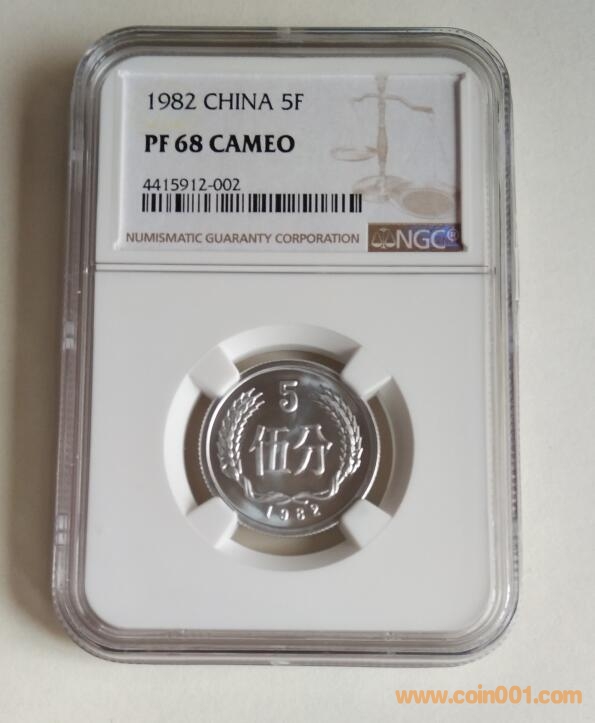 1982 CHINA 5F
PF 68 CAMEO
4415912-002
NUMISMATIC GUARANTY CORPORATION
NGC®
5
伍分
1982
www.coin001.com